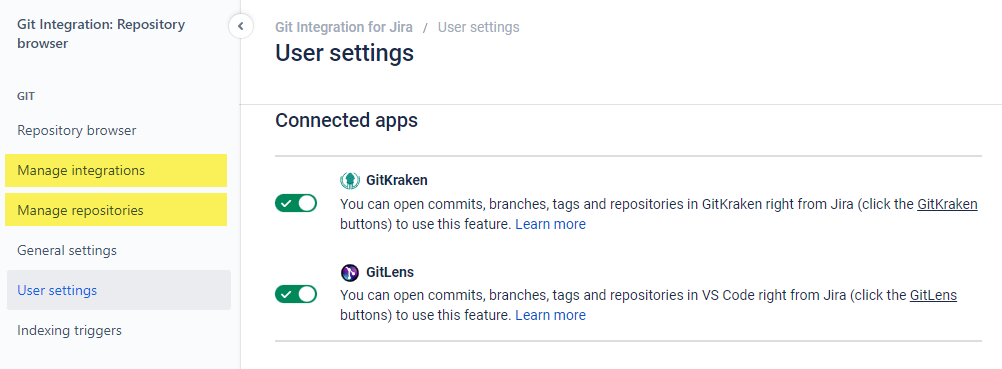 Git Integration: Repository
browser
GIT
Repository browser
Manage integrations
Manage repositories
General settings
User settings
Indexing triggers
Git Integration for Jira / User settings
User settings
Connected apps
GitKraken
You can open commits, branches, tags and repositories in GitKraken right from Jira (click the GitKraken
buttons) to use this feature. Learn more
GitLens
You can open commits, branches, tags and repositories in VS Code right from Jira (click the GitLens
buttons) to use this feature. Learn more